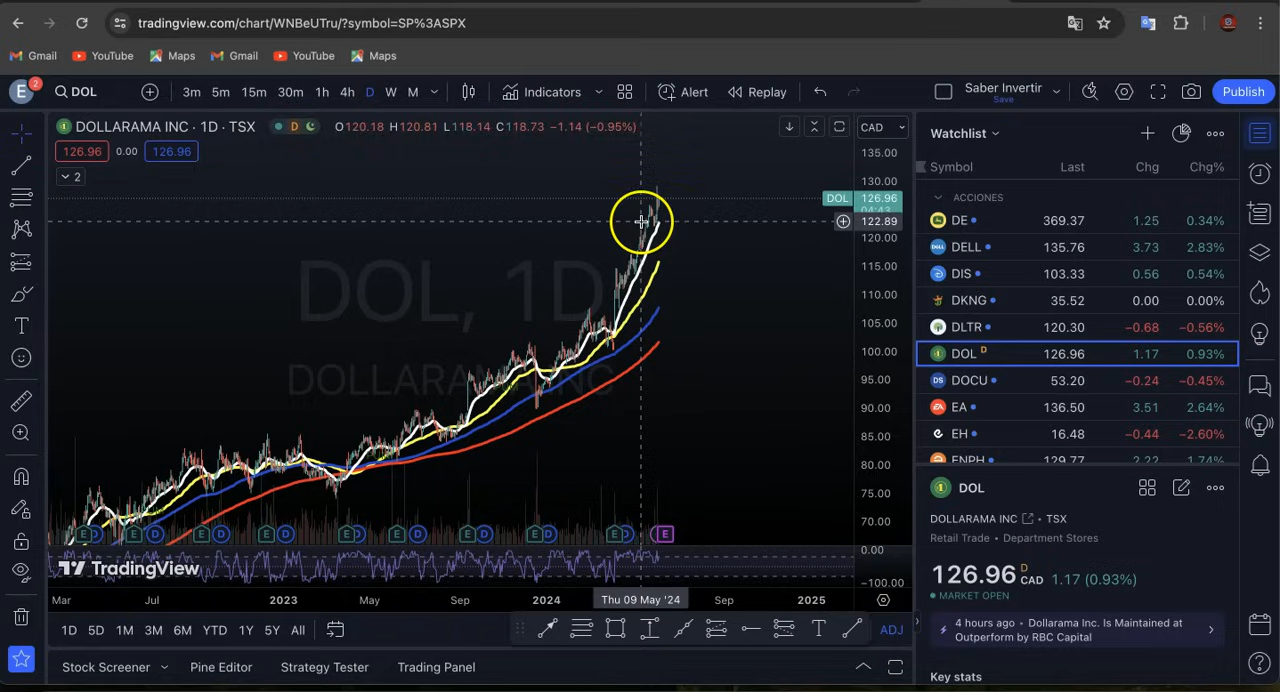 tradingview.com/chart/WNBeUTru/?symbol=SP%3ASPX
Gmail YouTube Maps Gmail YouTube Maps
E 2 DOL 3m 5m 15m 30m 1h 4h D W M Indicators Alert Replay Saber Invertir Save Publish
DOLLARAMA INC · 1D · TSX D O120.18 H120.81 L118.14 C118.73 −1.14 (−0.95%) CAD
126.96 0.00 126.96
2
DOL, 1D
DOLLARAMA INC
135.00
130.00
DOL 126.96
04:43
122.89
120.00
115.00
110.00
105.00
100.00
95.00
90.00
85.00
80.00
75.00
70.00
E D E D E D E D E D E D E D E D E D E
0.00
TradingView
−100.00
Mar Jul 2023 May Sep 2024 Thu 09 May '24 Sep 2025
1D 5D 1M 3M 6M YTD 1Y 5Y All ADJ
Stock Screener Pine Editor Strategy Tester Trading Panel
Watchlist
Symbol Last Chg Chg%
ACCIONES
DE 369.37 1.25 0.34%
DELL 135.76 3.73 2.83%
DIS 103.33 0.56 0.54%
DKNG 35.52 0.00 0.00%
DLTR 120.30 −0.68 −0.56%
DOL D 126.96 1.17 0.93%
DOCU 53.20 −0.24 −0.45%
EA 136.50 3.51 2.64%
EH 16.48 −0.44 −2.60%
ENPH 129.77 2.22 1.74%
DOL
DOLLARAMA INC • TSX
Retail Trade • Department Stores
126.96 D CAD 1.17 (0.93%)
MARKET OPEN
4 hours ago • Dollarama Inc. Is Maintained at
Outperform by RBC Capital
Key stats